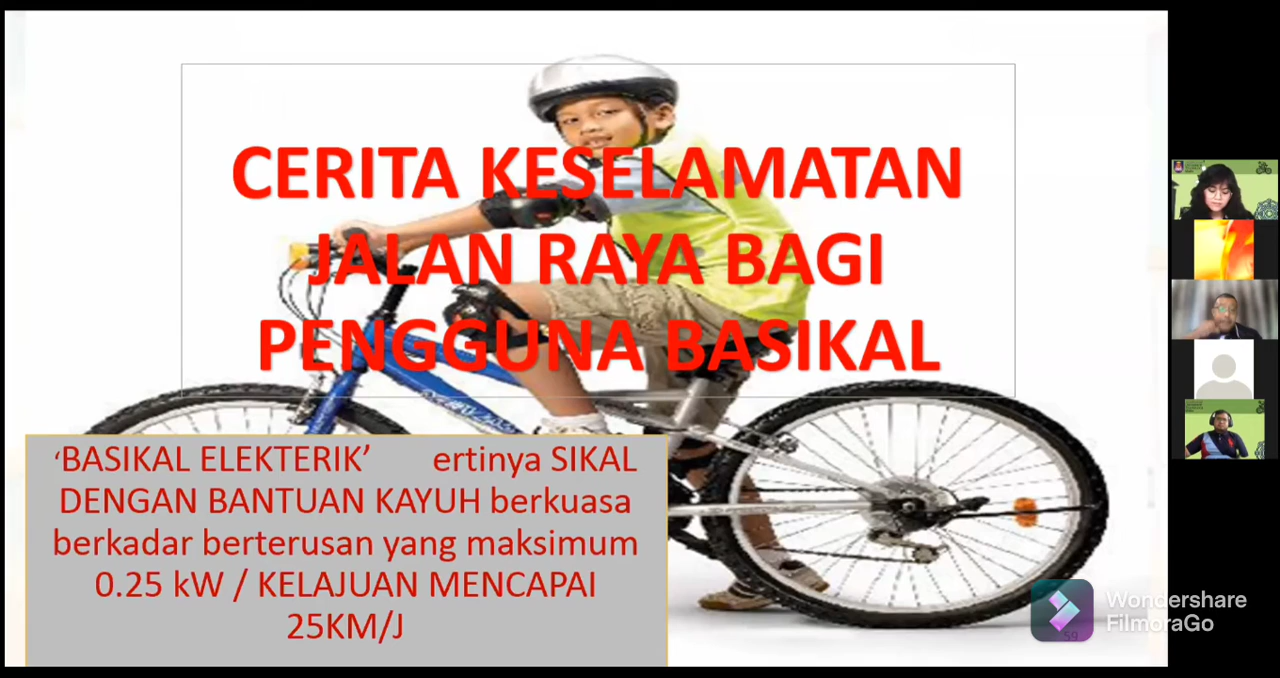 CERITA KESELAMATAN
JALAN RAYA BAGI
PENGGUNA BASIKAL
‘BASIKAL ELEKTERIK’ ertinya SIKAL
DENGAN BANTUAN KAYUH berkuasa
berkadar berterusan yang maksimum
0.25 kW / KELAJUAN MENCAPAI
25KM/J
59
Wondershare
FilmoraGo